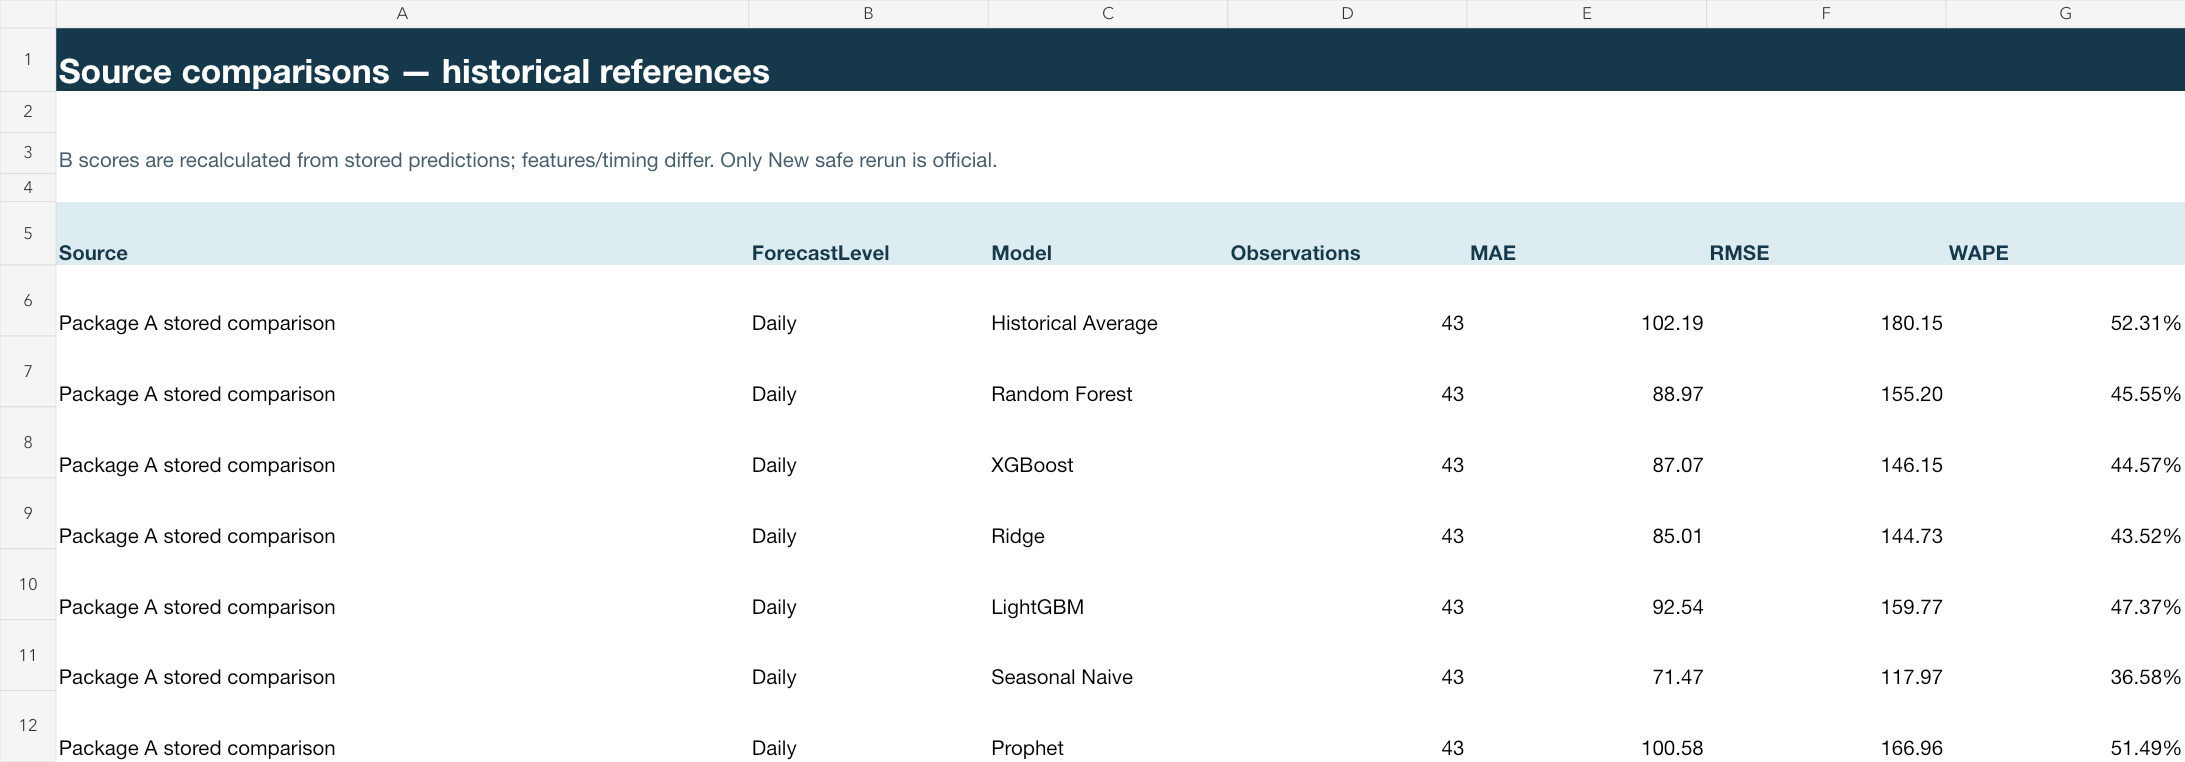 A B C D E F G
1 Source comparisons — historical references
2
3 B scores are recalculated from stored predictions; features/timing differ. Only New safe rerun is official.
4
5 Source ForecastLevel Model Observations MAE RMSE WAPE
6 Package A stored comparison Daily Historical Average 43 102.19 180.15 52.31%
7 Package A stored comparison Daily Random Forest 43 88.97 155.20 45.55%
8 Package A stored comparison Daily XGBoost 43 87.07 146.15 44.57%
9 Package A stored comparison Daily Ridge 43 85.01 144.73 43.52%
10 Package A stored comparison Daily LightGBM 43 92.54 159.77 47.37%
11 Package A stored comparison Daily Seasonal Naive 43 71.47 117.97 36.58%
12 Package A stored comparison Daily Prophet 43 100.58 166.96 51.49%